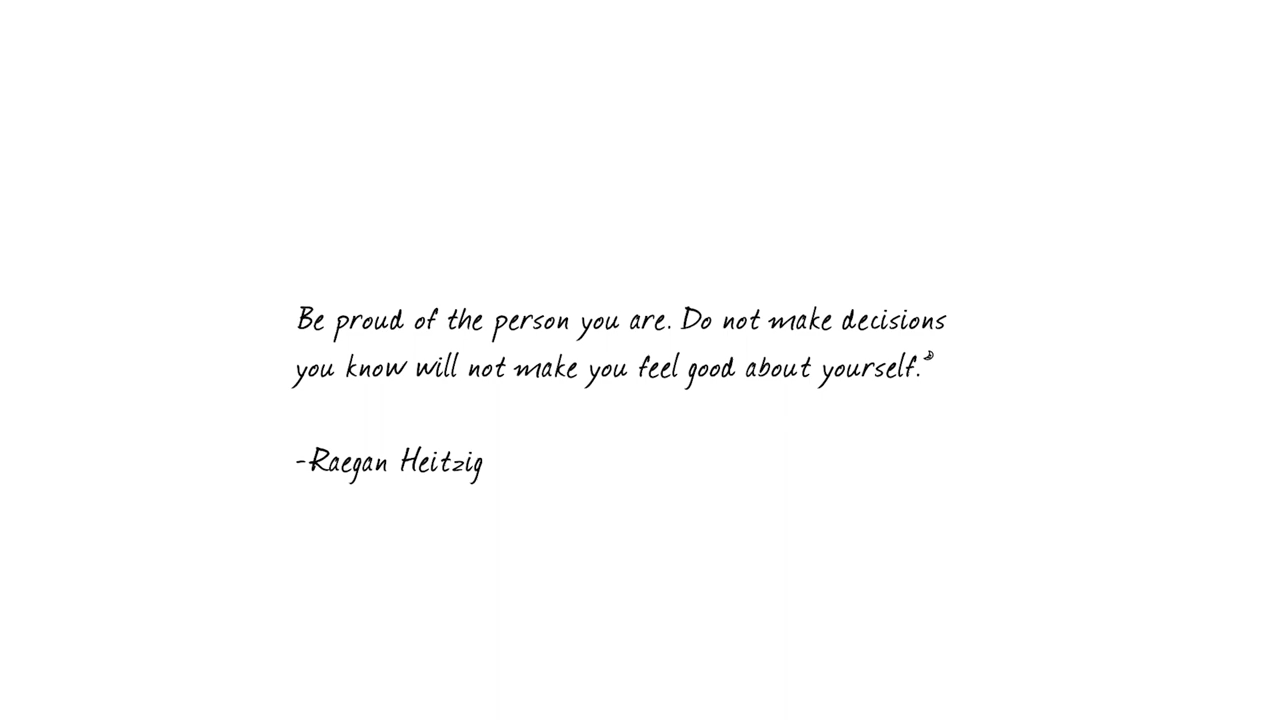 Be proud of the person you are. Do not make decisions
you know will not make you feel good about yourself.”
-Raegan Heitzig